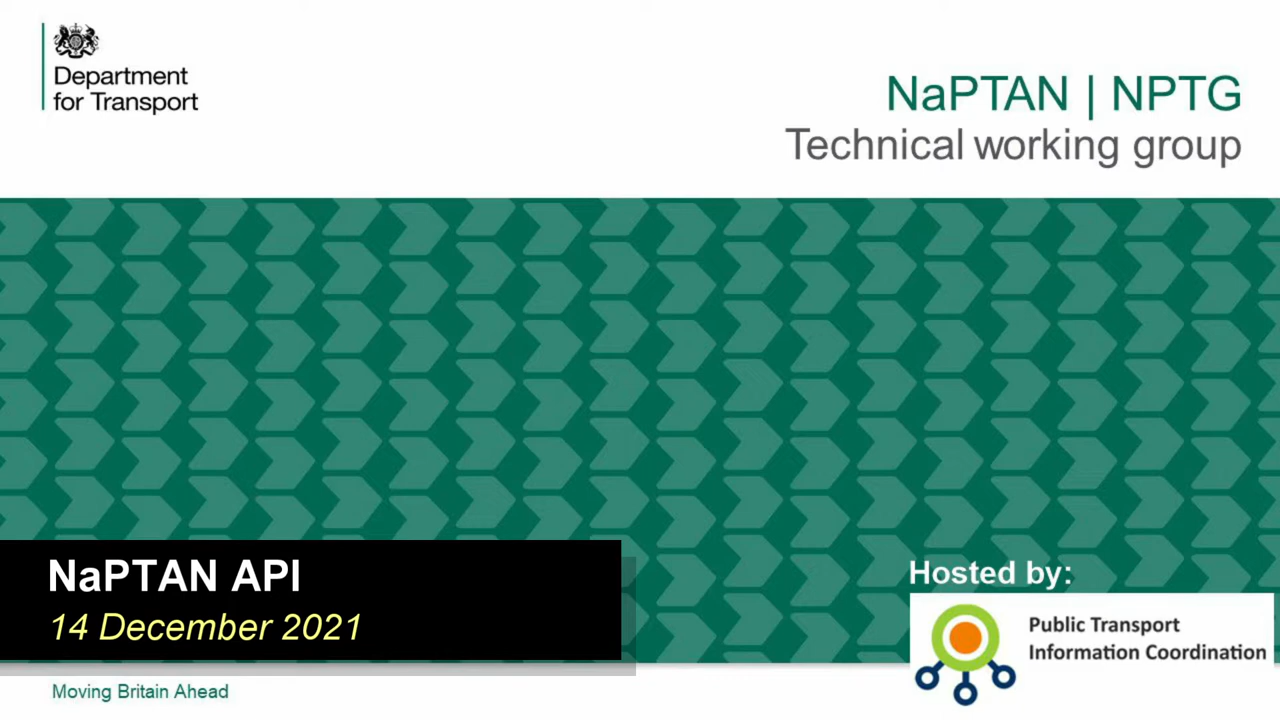 Department
for Transport
NaPTAN | NPTG
Technical working group
NaPTAN API
14 December 2021
Hosted by:
Public Transport
Information Coordination
Moving Britain Ahead